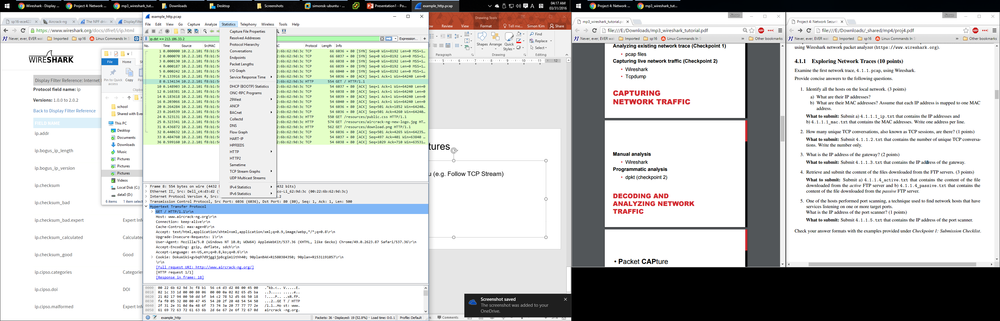 Wireshark · Display ...
Project 4: Network ...
mp3_wireshark_tut...
Downloads
Desktop
Screenshots
simonsk-ubuntu - ...
Presentation1 - Po...
example_http.pcap
04:17 AM
03/31/2016
Project 4: Network ...
mp3_wireshark_tut...
sp16-ece422
Aircrack-ng
The NPF driv
DisplayFilte
https://www.wireshark.org/docs/dfref/i/ip.html
Never, ever, EVER wai
Imported
sp16
Linux Commands In S
WIRESHARK
Display Filter Reference: Internet
Protocol field name: ip
Versions: 1.0.0 to 2.0.2
Back to Display Filter Reference
FIELD NAME
ip.addr
ip.bogus_ip_length
ip.bogus_ip_version
ip.checksum
ip.checksum_bad
ip.checksum_bad.expert
Expert Info
ip.checksum_calculated
Calculated
ip.checksum_good
Good
ip.cipso.categories
Categories
ip.cipso.doi
DOI
ip.cipso.malformed
Expert Info
File
Home
Sh
Pin to Quick access
Copy
Pas
Clipbo
school
Shared with Ever
This PC
Desktop
Documents
Downloads
Music
Pictures
Pictures
Pictures
Videos
Local Disk (C:)
data0 (D:)
6 items
1 item select
example_http.pcap
File Edit View Go Capture Analyze Statistics Telephony Wireless Tools Help
ip.dst == 213.186.33.2
Expression...
No. Time Source SrcMAC AC Protocol Length Info
1 0.000000 10.2.2.101 f8:b1:56 2:6b:62:9d:3c TCP 66 6036 → 80 [SYN] Seq=0 Win=8192 Len=0 MSS=1...
2 0.000070 10.2.2.101 f8:b1:56 2:6b:62:9d:3c TCP 66 6037 → 80 [SYN] Seq=0 Win=8192 Len=0 MSS=1...
3 0.000130 10.2.2.101 f8:b1:56 2:6b:62:9d:3c TCP 66 6038 → 80 [SYN] Seq=0 Win=8192 Len=0 MSS=1...
4 0.000187 10.2.2.101 f8:b1:56 2:6b:62:9d:3c TCP 66 6039 → 80 [SYN] Seq=0 Win=8192 Len=0 MSS=1...
5 0.000242 10.2.2.101 f8:b1:56 2:6b:62:9d:3c TCP 66 6040 → 80 [SYN] Seq=0 Win=8192 Len=0 MSS=1...
7 0.133916 10.2.2.101 f8:b1:56 2:6b:62:9d:3c TCP 54 6036 → 80 [ACK] Seq=1 Ack=1 Win=64240 Len=0
8 0.134134 10.2.2.101 f8:b1:56 2:6b:62:9d:3c HTTP 554 GET / HTTP/1.1
10 0.148903 10.2.2.101 f8:b1:56 2:6b:62:9d:3c TCP 54 6037 → 80 [ACK] Seq=1 Ack=1 Win=64240 Len=0
12 0.168381 10.2.2.101 f8:b1:56 2:6b:62:9d:3c TCP 54 6038 → 80 [ACK] Seq=1 Ack=1 Win=64240 Len=0
14 0.183618 10.2.2.101 f8:b1:56 2:6b:62:9d:3c TCP 54 6039 → 80 [ACK] Seq=1 Ack=1 Win=64240 Len=0
16 0.203066 10.2.2.101 f8:b1:56 2:6b:62:9d:3c TCP 54 6040 → 80 [ACK] Seq=1 Ack=1 Win=64240 Len=0
20 0.264284 10.2.2.101 f8:b1:56 2:6b:62:9d:3c TCP 54 6036 → 80 [ACK] Seq=501 Ack=1852 Win=64240...
23 0.264539 10.2.2.101 f8:b1:56 2:6b:62:9d:3c TCP 54 6036 → 80 [ACK] Seq=501 Ack=4260 Win=64240...
24 0.323131 10.2.2.101 f8:b1:56 2:6b:62:9d:3c HTTP 550 GET /resources/public.css HTTP/1.1
25 0.323341 10.2.2.101 f8:b1:56 2:6b:62:9d:3c HTTP 574 GET /resources/aircrack-ng-new-logo.jpg HT...
31 0.436872 10.2.2.101 f8:b1:56 2:6b:62:9d:3c HTTP 562 GET /resources/download.png HTTP/1.1
32 0.440632 10.2.2.101 f8:b1:56 2:6b:62:9d:3c TCP 54 6036 → 80 [ACK] Seq=501 Ack=4265 Win=64235...
33 0.484760 10.2.2.101 f8:b1:56 2:6b:62:9d:3c TCP 54 6037 → 80 [ACK] Seq=497 Ack=401 Win=63840 ...
36 0.599160 10.2.2.101 f8:b1:56 2:6b:62:9d:3c TCP 54 6038 → 80 [ACK] Seq=1029 Ack=710 Win=63531...
Capture File Properties
Resolved Addresses
Protocol Hierarchy
Conversations
Endpoints
Packet Lengths
I/O Graph
Service Response Time
DHCP (BOOTP) Statistics
ONC-RPC Programs
29West
ANCP
BACnet
Collectd
DNS
Flow Graph
HART-IP
HPFEEDS
HTTP
HTTP2
Sametime
TCP Stream Graphs
UDP Multicast Streams
IPv4 Statistics
IPv6 Statistics
Frame 8: 554 bytes on wire (4432 b 4432 bits)
Ethernet II, Src: Dell_c4:d3:d2 ( co-Li_62:9d:3c (00:22:6b:62:9d:3c)
Internet Protocol Version 4, Src: .2
Transmission Control Protocol, Src Port: 6036 (6036), Dst Port: 80 (80), Seq: 1, Ack: 1, Len: 500
Hypertext Transfer Protocol
GET / HTTP/1.1\r\n
Host: www.aircrack-ng.org\r\n
Connection: keep-alive\r\n
Cache-Control: max-age=0\r\n
Accept: text/html,application/xhtml+xml,application/xml;q=0.9,image/webp,*/*;q=0.8\r\n
Upgrade-Insecure-Requests: 1\r\n
User-Agent: Mozilla/5.0 (Windows NT 10.0; WOW64) AppleWebKit/537.36 (KHTML, like Gecko) Chrome/49.0.2623.87 Safari/537.36\r\n
Accept-Encoding: gzip, deflate, sdch\r\n
Accept-Language: en-US,en;q=0.8,ko;q=0.6\r\n
Cookie: DokuWiki=gvbq97d9jgg1jp8cgim1ithh40; 90planBAK=R1580384350; 90plan=R1531191057\r\n
\r\n
[Full request URI: http://www.aircrack-ng.org/]
[HTTP request 1/1]
[Response in frame: 18]
0000 00 22 6b 62 9d 3c f8 b1 56 c4 d3 d2 08 00 45 00 ."kb.<.. V.....E.
0010 02 1c 33 1d 00 00 80 06 00 00 0a 02 02 65 d5 ba ..3..... .....e..
0020 21 02 17 94 00 50 dd bf b4 c2 78 52 d5 66 50 18 !....P.. ..xR.fP.
0030 fa f0 05 32 00 00 47 45 54 20 2f 20 48 54 54 50 ...2..GE T / HTTP
0040 2f 31 2e 31 0d 0a 48 6f 73 74 3a 20 77 77 77 2e /1.1..Ho st: www.
0050 61 69 72 63 72 61 63 6b 2d 6e 67 2e 6f 72 67 0d aircrack -ng.org.
example_http
Packets: 36 · Displayed: 19 (52.8%) · Load time: 0:0.1
Profile: Default
Drawing Tools
ow Review View Format Tell me... Simon Kim Share
Shapes Arrange Quick Styles
Find
Replace
Select
Paragraph Drawing Editing
5 6 7 8 9 10 11 12
tures
u (e.g. Follow TCP Stream)
Screenshot saved
The screenshot was added to your
OneDrive.
Comments
37%
mp3_wireshark_tutorial.pd
Simon
file:///E:/Downloads/mp3_wireshark_tutorial.pdf
ABP
Never, ever, EVER wai
Imported
sp16
Linux Commands In S
Other bookmarks
Analyzing existing network trace (Checkpoint 1)
• pcap files
Capturing live network traffic (Checkpoint 2)
• Wireshark
• Tcpdump
CAPTURING
NETWORK TRAFFIC
Manual analysis
• Wireshark
Programmatic analysis
• dpkt (checkpoint 2)
DECODING AND
ANALYZING NETWORK
TRAFFIC
• Packet CAPture
Project 4: Network Securit
Simon
file:///E:/Downloads/_shared/mp4/proj4.pdf
ABP
Never, ever, EVER wai
Imported
sp16
Linux Commands In S
Other bookmarks
using Wireshark network packet analyzer (https://www.wireshark.org).
4.1.1 Exploring Network Traces (10 points)
Examine the first network trace, 4.1.1.pcap, using Wireshark.
Provide concise answers to the following questions.
1. Identify all the hosts on the local network. (3 points)
a) What are their IP addresses?
b) What are their MAC addresses? Assume that each IP address is mapped to one MAC
address.
What to submit: Submit a) 4.1.1.1_ip.txt that contains the IP addresses and
b) 4.1.1.1_mac.txt that contains the MAC addresses. Write one address per line.
2. How many unique TCP conversations, also known as TCP sessions, are there? (1 points)
What to submit: Submit 4.1.1.2.txt that contains the number of unique TCP conversa-
tions. Write the number only.
3. What is the IP address of the gateway? (2 points)
What to submit: Submit 4.1.1.3.txt that contains the IP address of the gateway.
4. Retrieve and submit the content of the files downloaded from the FTP servers. (3 points)
What to submit: Submit a) 4.1.1.4_active.txt that contains the content of the file
downloaded from the active FTP server and b) 4.1.1.4_passive.txt that contains the
content of the file downloaded from the passive FTP server.
5. One of the hosts performed port scanning, a technique used to find network hosts that have
services listening on one or more target ports.
What is the IP address of the port scanner? (1 points)
What to submit: Submit 4.1.1.5.txt that contains the IP address of the port scanner.
Check your answer formats with the examples provided under Checkpoint 1: Submission Checklist.